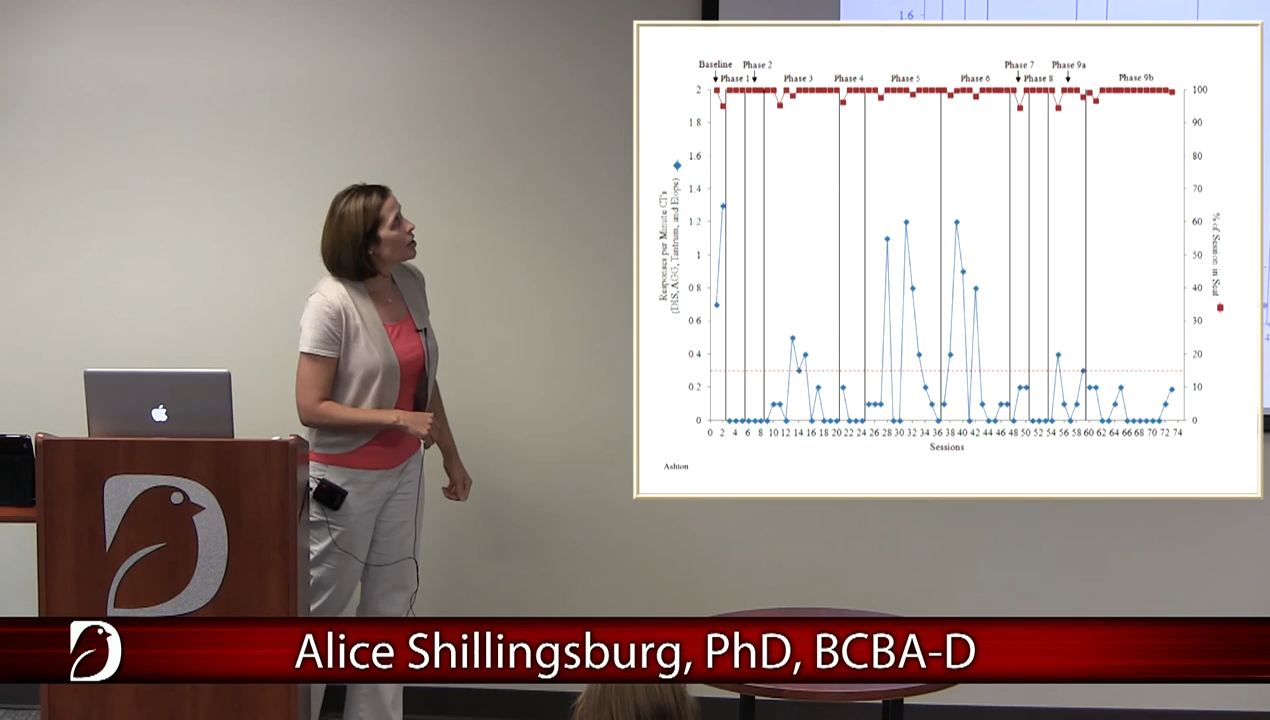 1.6
Baseline
Phase 2
Phase 7
Phase 9a
Phase 1
Phase 3
Phase 4
Phase 5
Phase 6
Phase 8
Phase 9b
2
1.8
1.6
1.4
1.2
1
0.8
0.6
0.4
0.2
0
100
90
80
70
60
50
40
30
20
10
0
Responses per Minute CT's
(DIS, AGG, Tantrum, and Elope)
% of Session in Seat
0 2 4 6 8 10 12 14 16 18 20 22 24 26 28 30 32 34 36 38 40 42 44 46 48 50 52 54 56 58 60 62 64 66 68 70 72 74
Sessions
Ashton
Alice Shillingsburg, PhD, BCBA-D